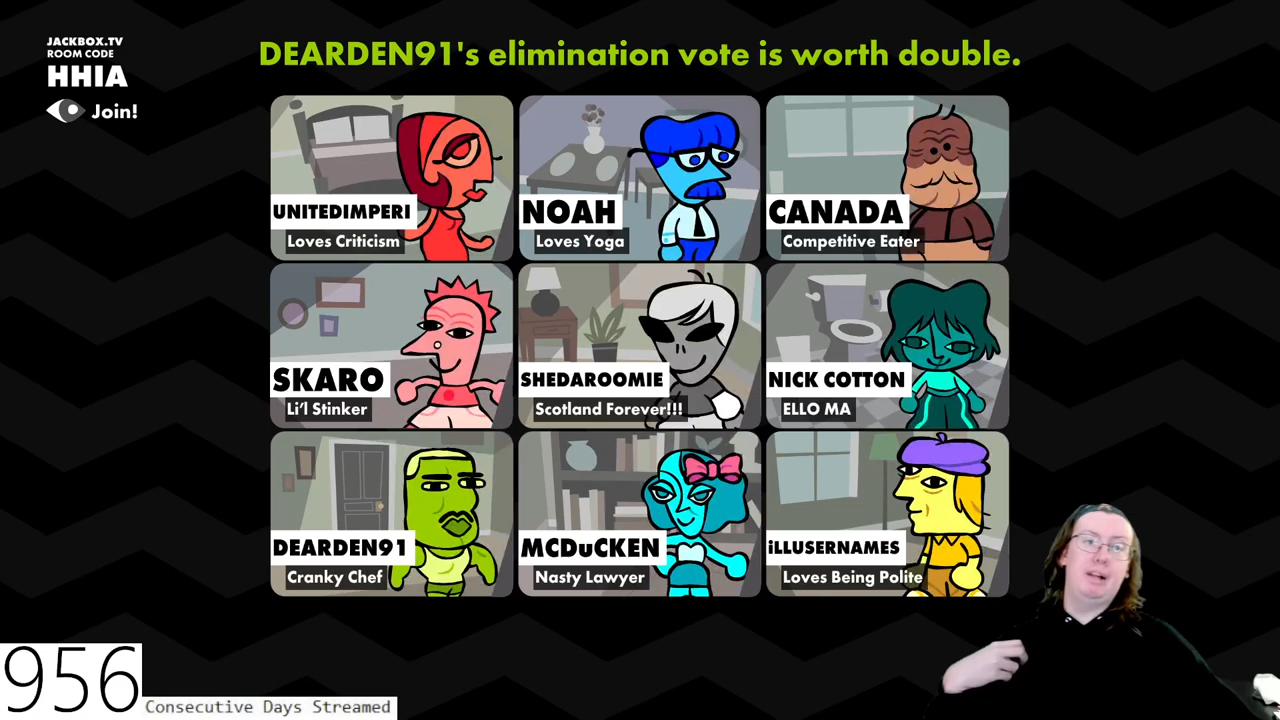 JACKBOX.TV
ROOM CODE
HHIA
Join!
DEARDEN91's elimination vote is worth double.
UNITEDIMPERI
Loves Criticism
NOAH
Loves Yoga
CANADA
Competitive Eater
SKARO
Li'l Stinker
SHEDAROOMIE
Scotland Forever!!!
NICK COTTON
ELLO MA
DEARDEN91
Cranky Chef
MCDuCKEN
Nasty Lawyer
iLLUSERNAMES
Loves Being Polite
956
Consecutive Days Streamed